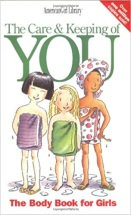 American Girl Library
The Care & Keeping of
YOU
The Body Book for Girls